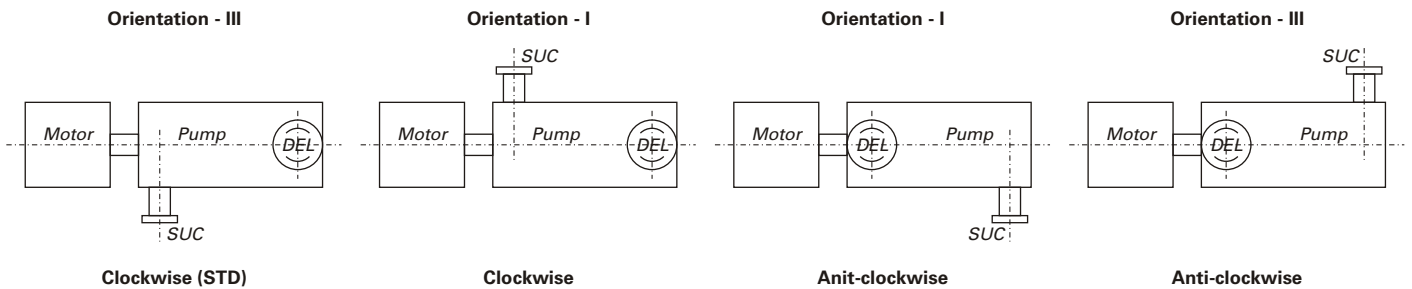 Orientation - III
Orientation - I
Orientation - I
Orientation - III
SUC
SUC
Motor
Pump
DEL
Motor
Pump
DEL
Motor
DEL
Pump
Motor
DEL
Pump
SUC
SUC
Clockwise (STD)
Clockwise
Anit-clockwise
Anti-clockwise